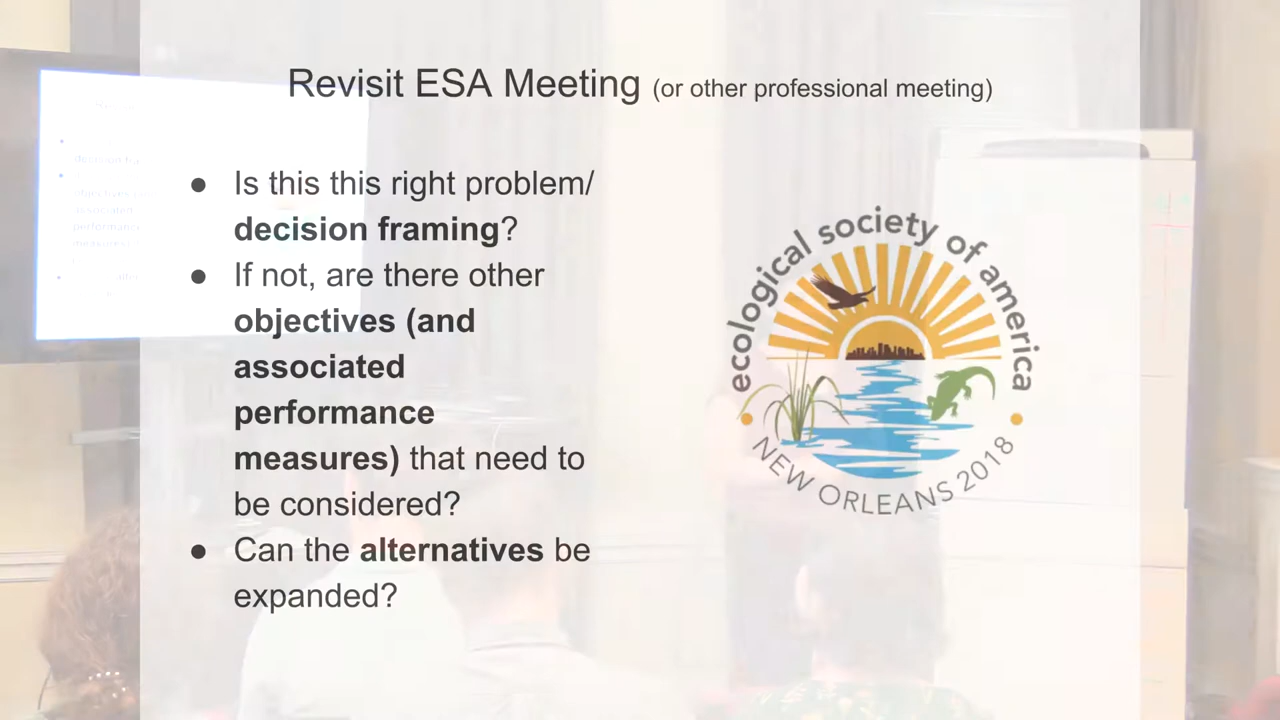 Revisit ESA Meeting (or other professional meeting)
● Is this this right problem/
decision framing?
● If not, are there other
objectives (and
associated
performance
measures) that need to
be considered?
● Can the alternatives be
expanded?
ecological society of america
NEW ORLEANS 2018